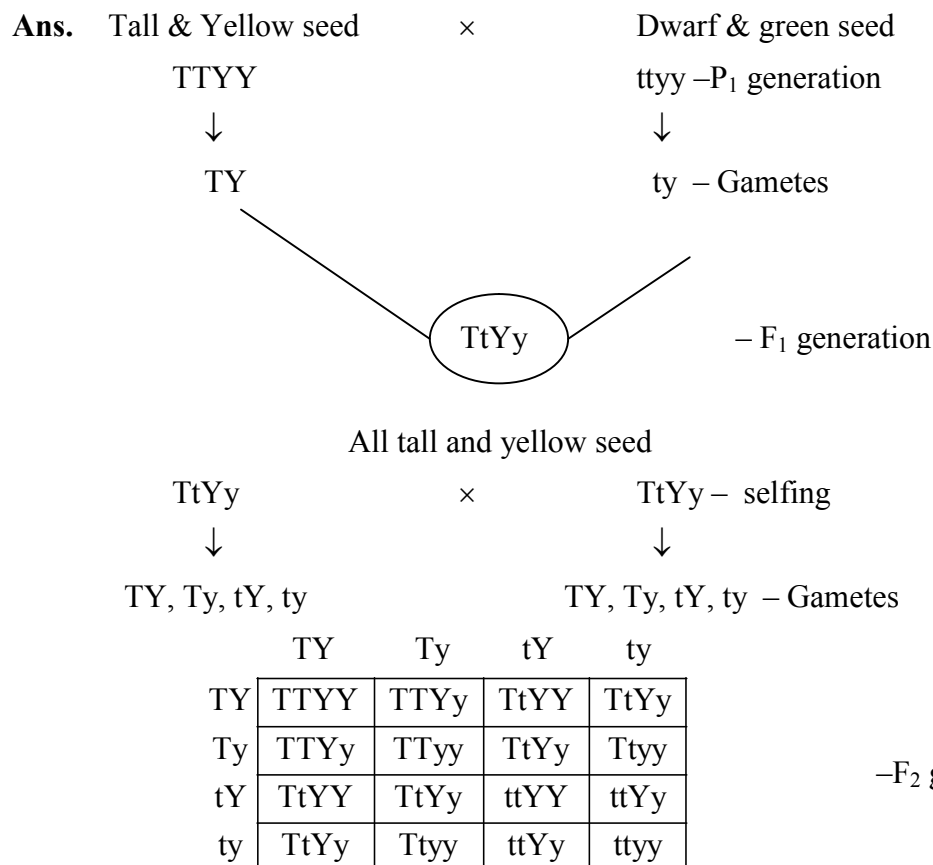 Ans. Tall & Yellow seed × Dwarf & green seed
TTYY ttyy –P₁ generation
↓ ↓
TY ty – Gametes
TtYy – F₁ generation
All tall and yellow seed
TtYy × TtYy – selfing
↓ ↓
TY, Ty, tY, ty TY, Ty, tY, ty – Gametes
TY Ty tY ty
TY TTYY TTYy TtYY TtYy
Ty TTYy TTyy TtYy Ttyy
–F₂ g
tY TtYY TtYy ttYY ttYy
ty TtYy Ttyy ttYy ttyy